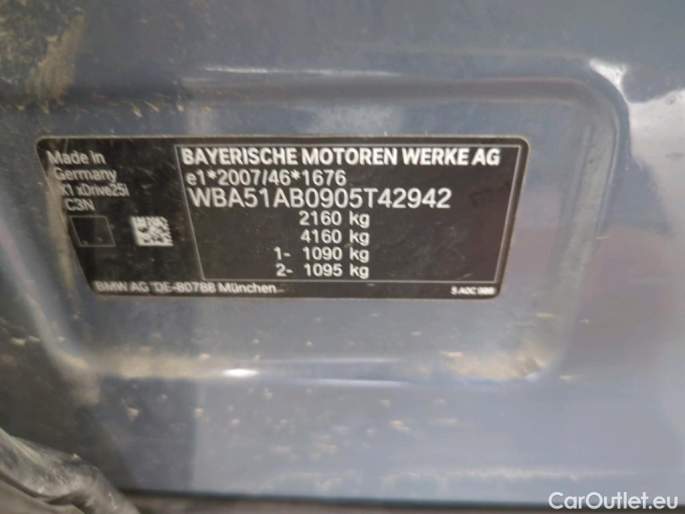 Made in
Germany
X1 xDrive25i
C3N
BAYERISCHE MOTOREN WERKE AG
e1*2007/46*1676
WBA51AB0905T42942
2160 kg
4160 kg
1- 1090 kg
2- 1095 kg
BMW AG *DE-80788 München
CarOutlet.eu